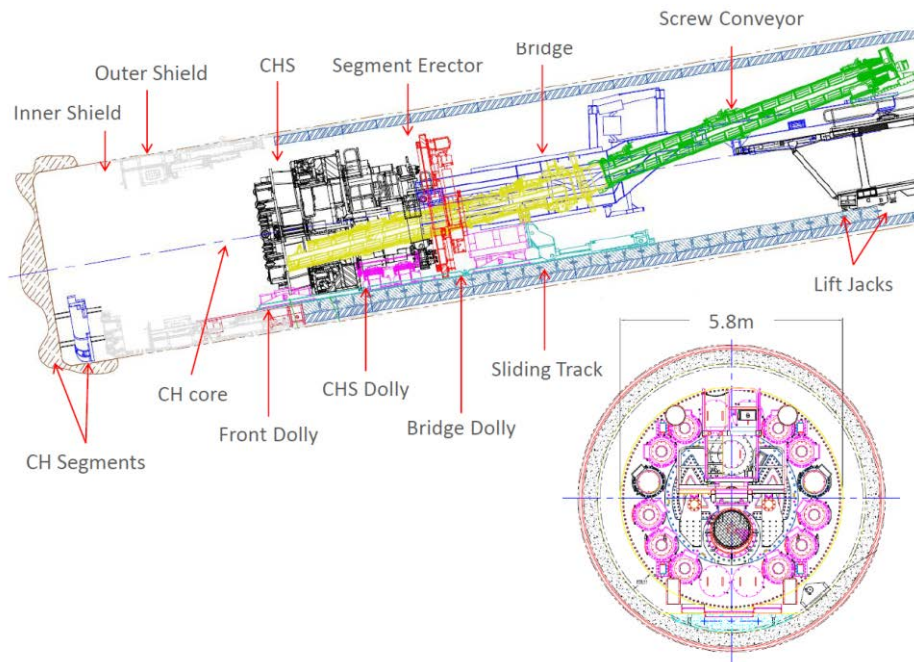 Screw Conveyor
Bridge
Segment Erector
CHS
Outer Shield
Inner Shield
Lift Jacks
5.8m
Sliding Track
Bridge Dolly
CHS Dolly
Front Dolly
CH core
CH Segments